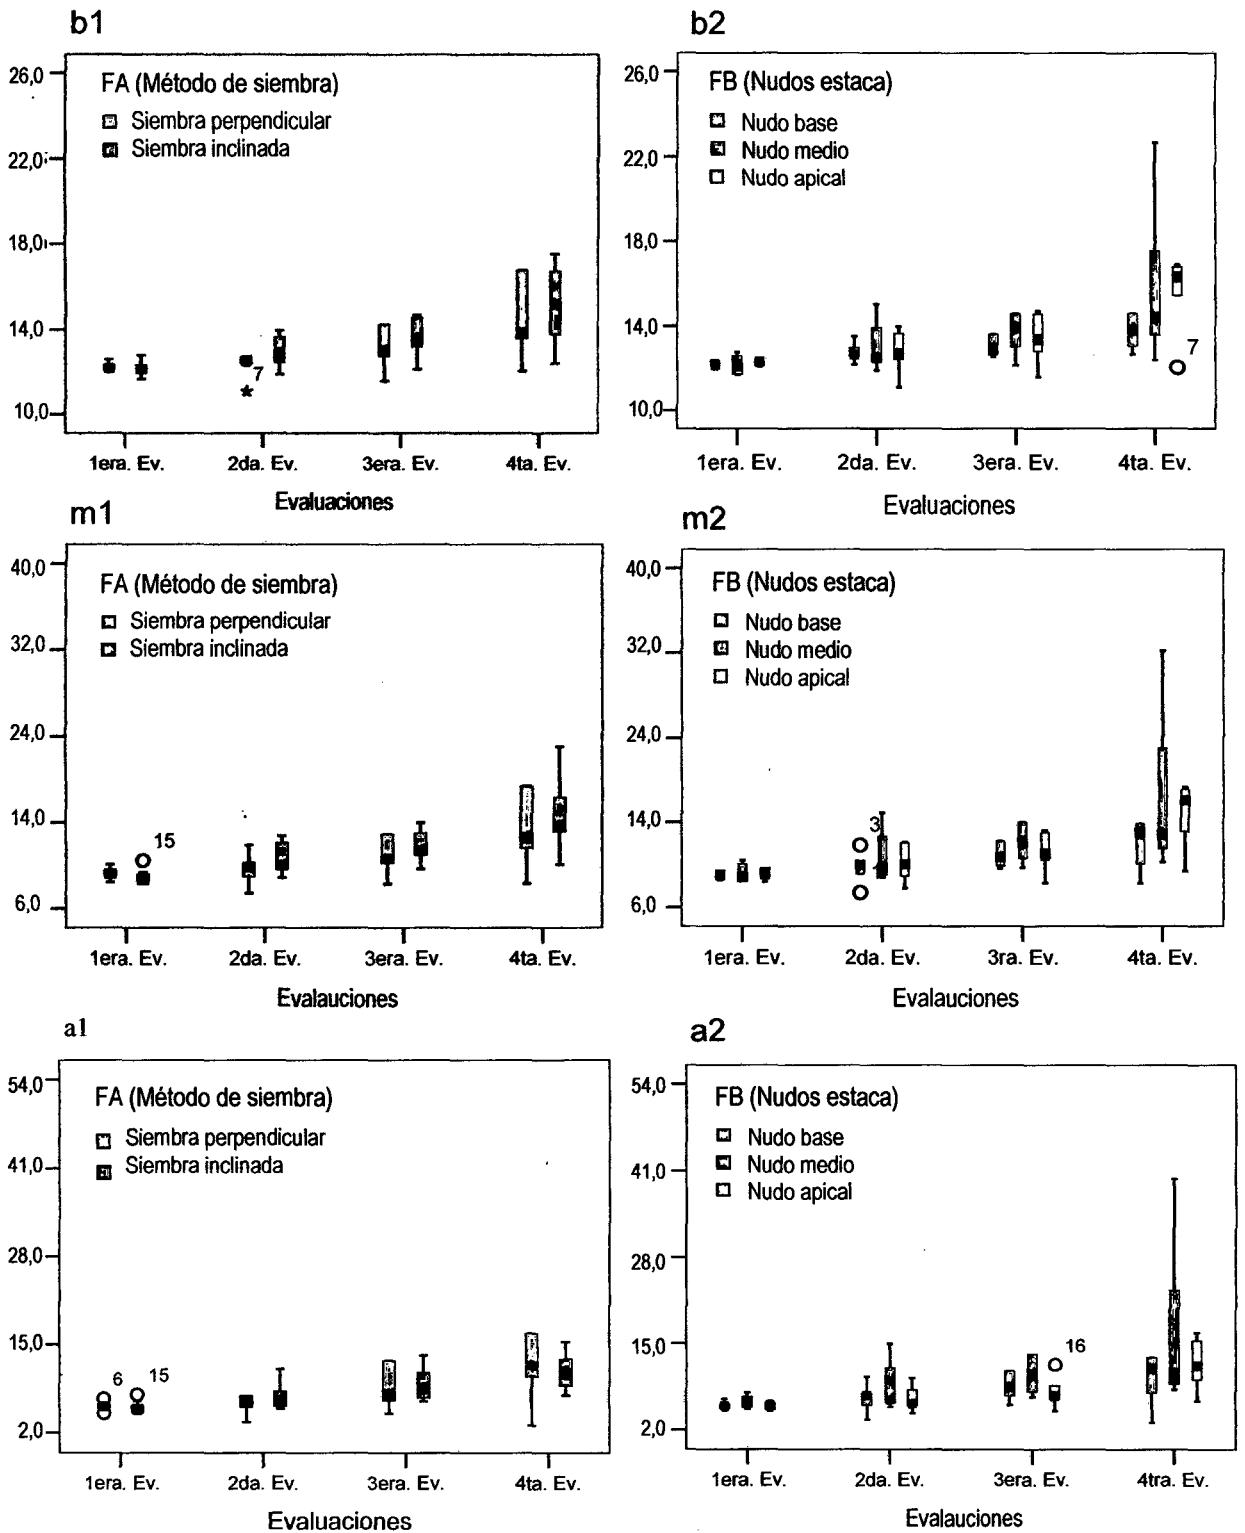 b1
26,0
22,0
18,0
14,0
10,0
FA (Método de siembra)
Siembra perpendicular
Siembra inclinada
7
1era. Ev.
2da. Ev.
3era. Ev.
4ta. Ev.
Evaluaciones
b2
26,0
22,0
18,0
14,0
10,0
FB (Nudos estaca)
Nudo base
Nudo medio
Nudo apical
7
1era. Ev.
2da. Ev.
3era. Ev.
4ta. Ev.
Evaluaciones
m1
40,0
32,0
24,0
14,0
6,0
FA (Método de siembra)
Siembra perpendicular
Siembra inclinada
15
1era. Ev.
2da. Ev.
3era. Ev.
4ta. Ev.
Evalauciones
m2
40,0
32,0
24,0
14,0
6,0
FB (Nudos estaca)
Nudo base
Nudo medio
Nudo apical
3
1era. Ev.
2da. Ev.
3ra. Ev.
4ta. Ev.
Evalauciones
a1
54,0
41,0
28,0
15,0
2,0
FA (Método de siembra)
Siembra perpendicular
Siembra inclinada
6
15
1era. Ev.
2da. Ev.
3era. Ev.
4ta. Ev.
Evaluaciones
a2
54,0
41,0
28,0
15,0
2,0
FB (Nudos estaca)
Nudo base
Nudo medio
Nudo apical
16
1era. Ev.
2da. Ev.
3era. Ev.
4tra. Ev.
Evalauciones